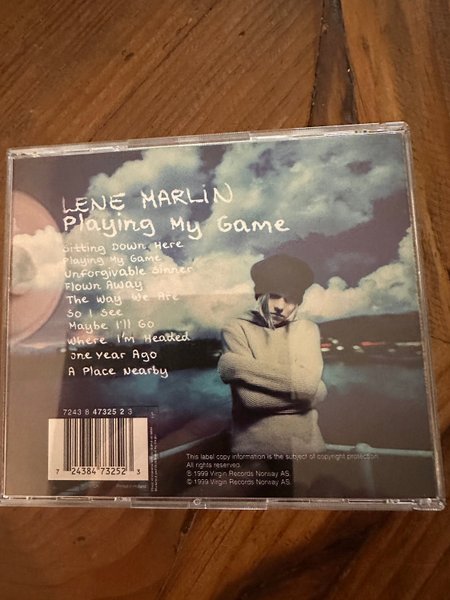 LENE MARLiN
Playing My Game
Sitting Down Here
Playing My Game
Unforgivable Sinner
Flown Away
The Way We Are
So I See
Maybe I'll Go
Where I'm Headed
One Year Ago
A Place Nearby
7243 8 47325 2 3
7 24384 73252 3
This label copy information is the subject of copyright protection.
All rights reserved.
℗ 1999 Virgin Records Norway AS.
© 1999 Virgin Records Norway AS.